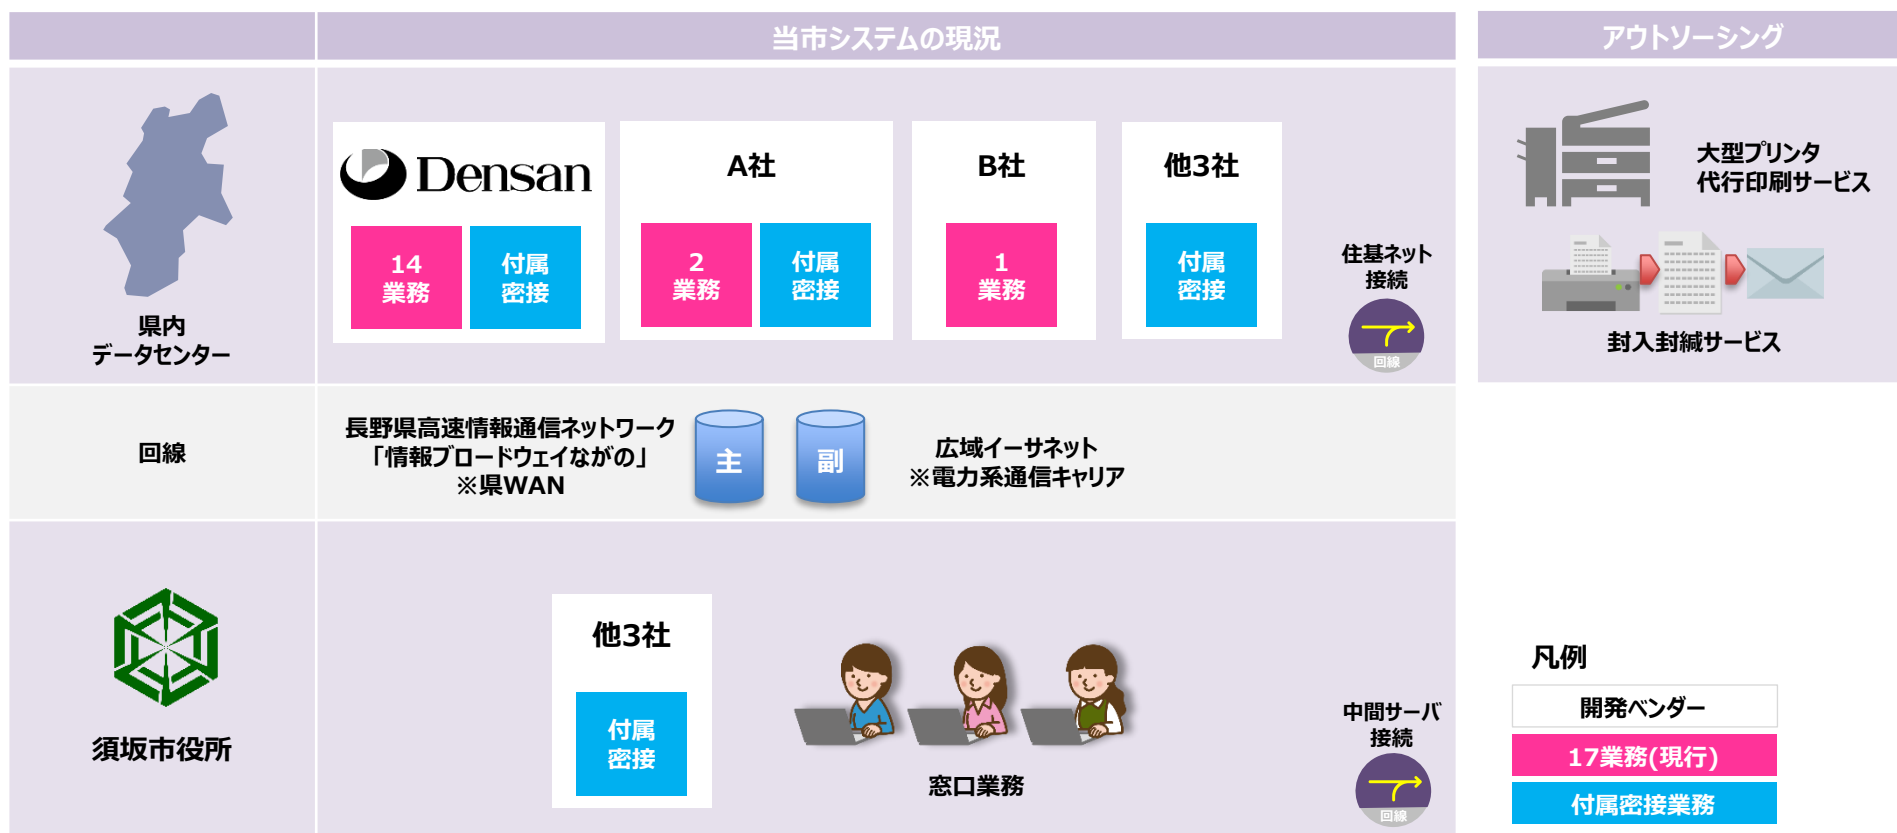 当市システムの現況
アウトソーシング
県内
データセンター
Densan
14
業務
付属
密接
A社
2
業務
付属
密接
B社
1
業務
他3社
付属
密接
住基ネット
接続
回線
大型プリンタ
代行印刷サービス
封入封緘サービス
回線
長野県高速情報通信ネットワーク
「情報ブロードウェイながの」
※県WAN
主
副
広域イーサネット
※電力系通信キャリア
須坂市役所
他3社
付属
密接
窓口業務
中間サーバ
接続
回線
凡例
開発ベンダー
17業務(現行)
付属密接業務